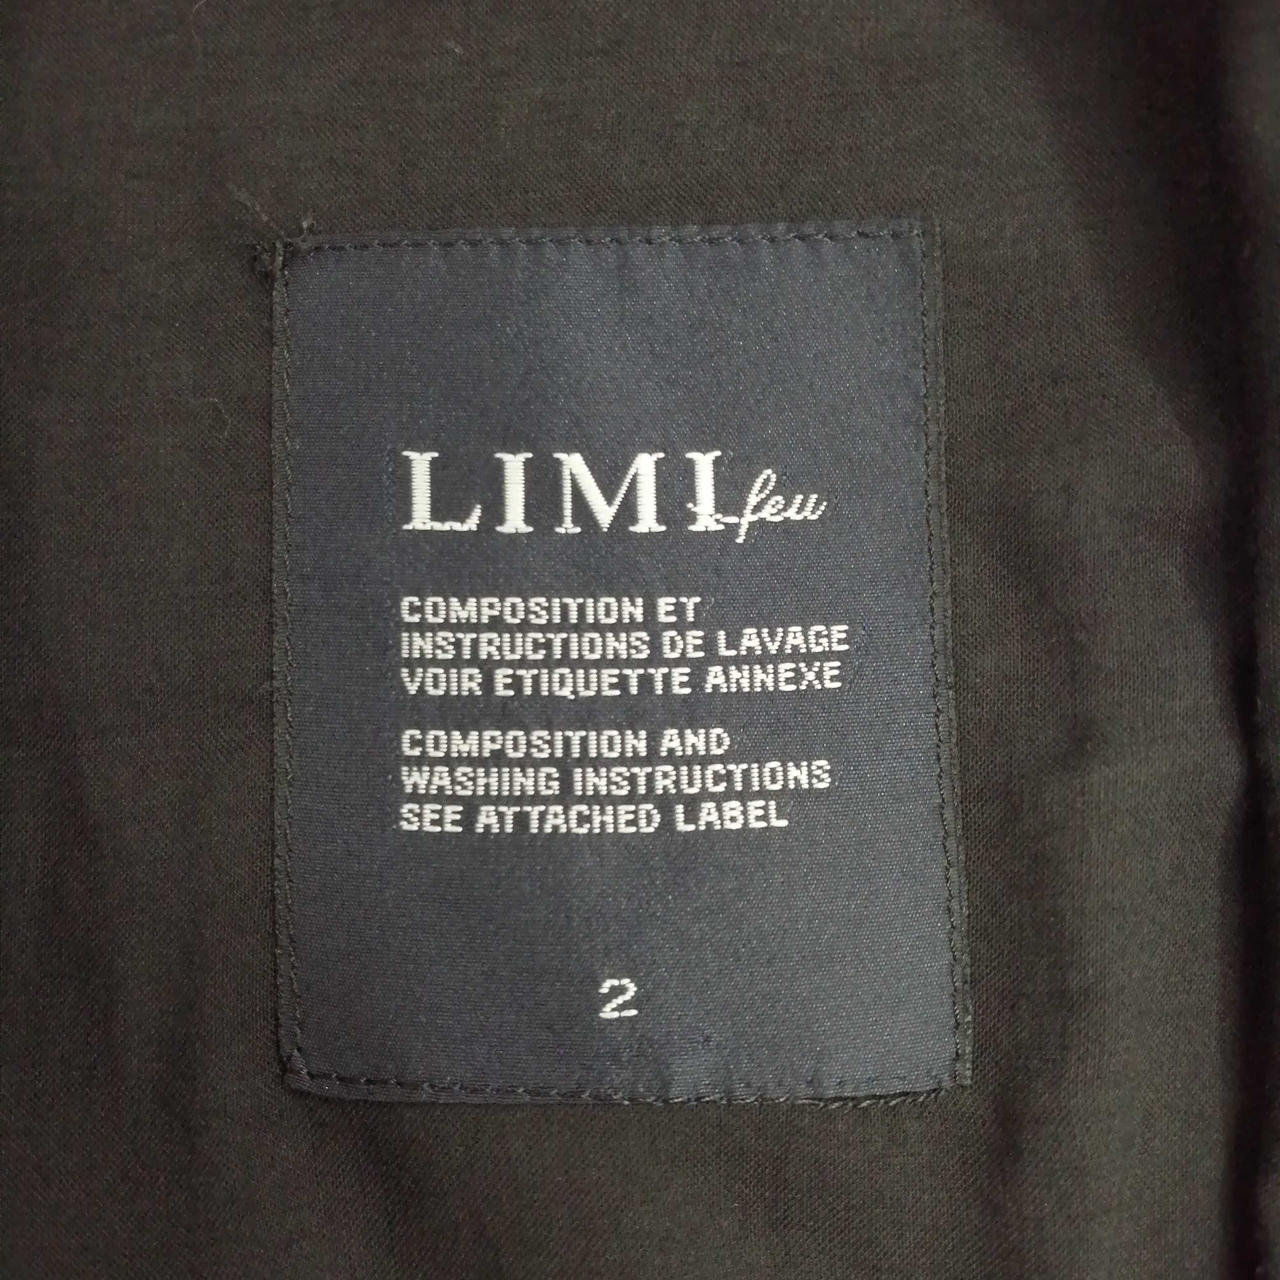 LIMI feu
COMPOSITION ET
INSTRUCTIONS DE LAVAGE
VOIR ETIQUETTE ANNEXE
COMPOSITION AND
WASHING INSTRUCTIONS
SEE ATTACHED LABEL
2